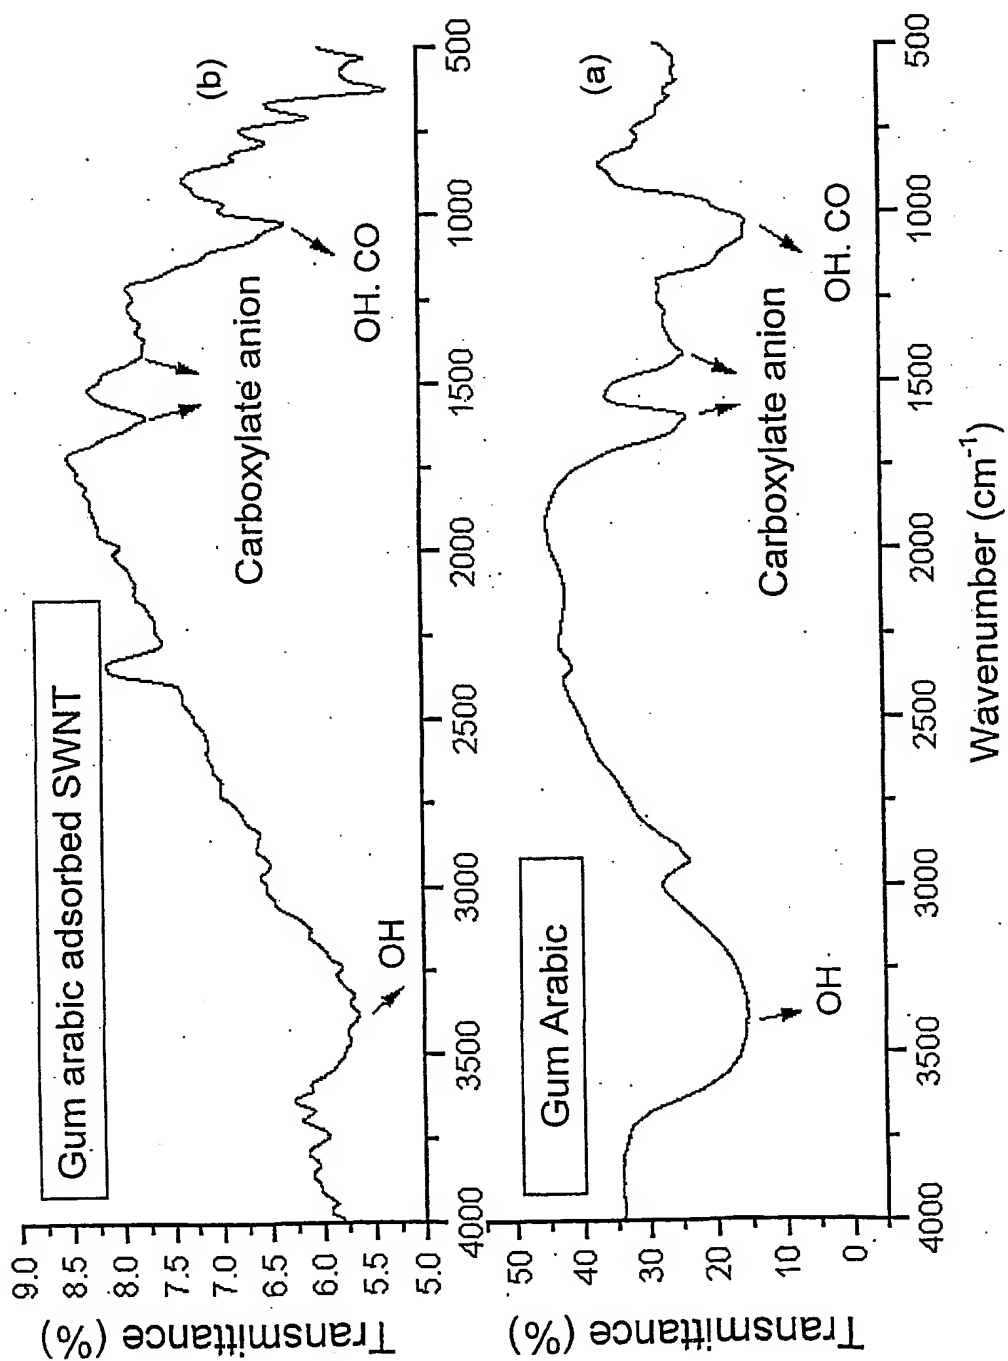 Gum arabic adsorbed SWNT
(b)
Transmittance (%)
9.0
8.0
7.5
7.0
6.5
6.0
5.5
5.0
OH
Carboxylate anion
OH. CO
4000 3500 3000 2500 2000 1500 1000 500
Gum Arabic
(a)
Transmittance (%)
50
30
20
10
0
OH
Carboxylate anion
OH. CO
4000 3500 3000 2500 2000 1500 1000 500
Wavenumber (cm⁻¹)